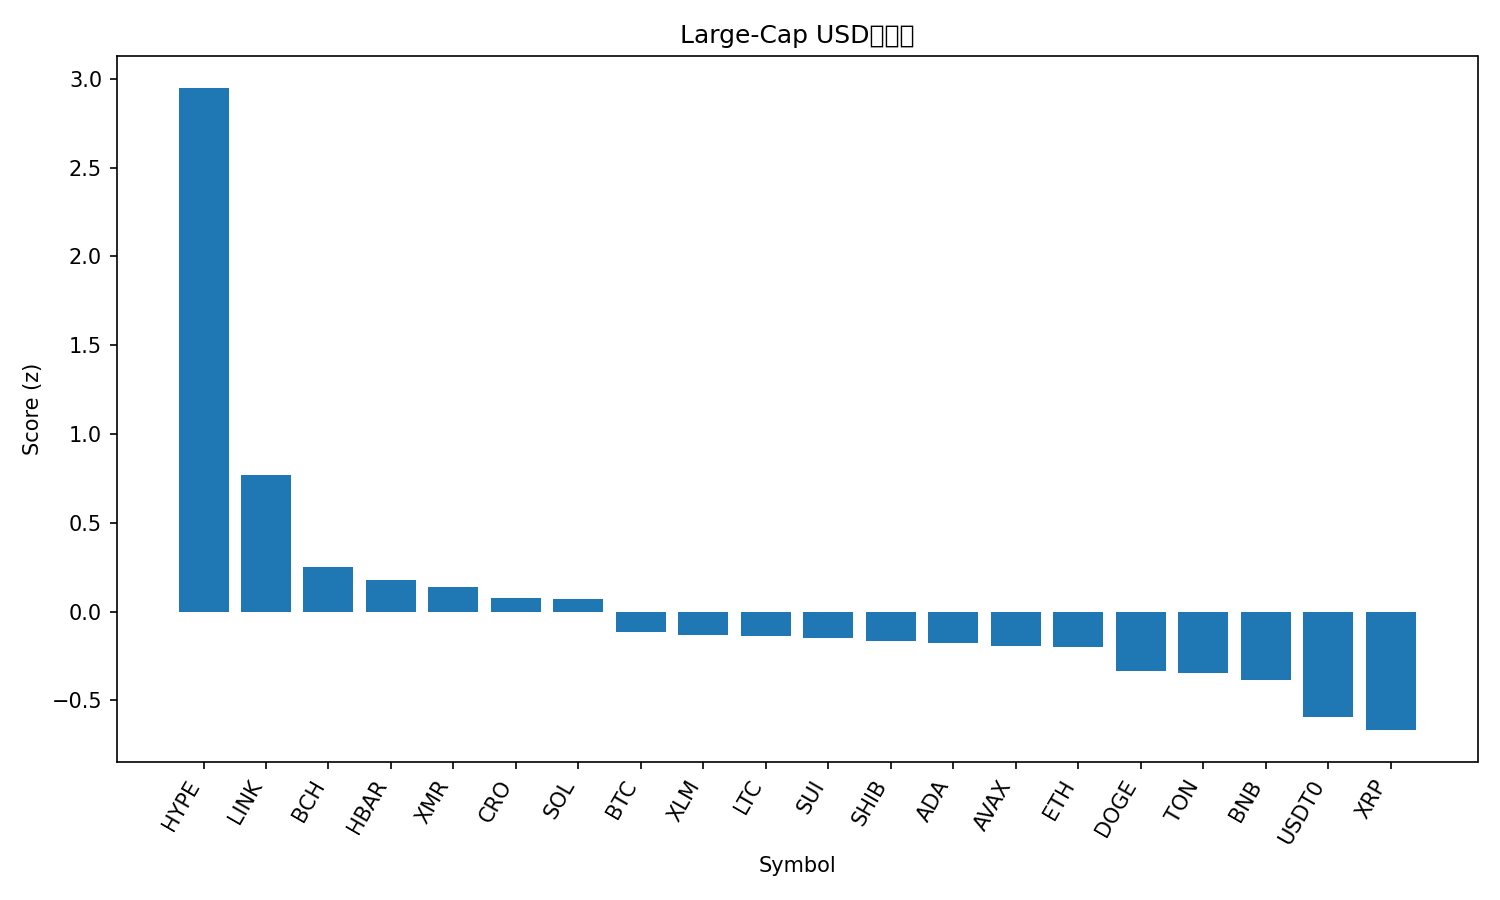 Large-Cap USD
3.0
2.5
2.0
1.5
1.0
0.5
0.0
−0.5
Score (z)
HYPE
LINK
BCH
HBAR
XMR
CRO
SOL
BTC
XLM
LTC
SUI
SHIB
ADA
AVAX
ETH
DOGE
TON
BNB
USDT0
XRP
Symbol